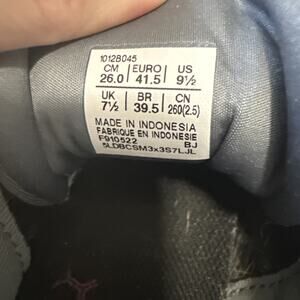 1012B045
CM EURO US
26.0 41.5 9½
UK BR CN
7½ 39.5 260(2.5)
MADE IN INDONESIA
FABRIQUE EN INDONESIE
F910522 BJ
5LDBCSM3x3S7LJL